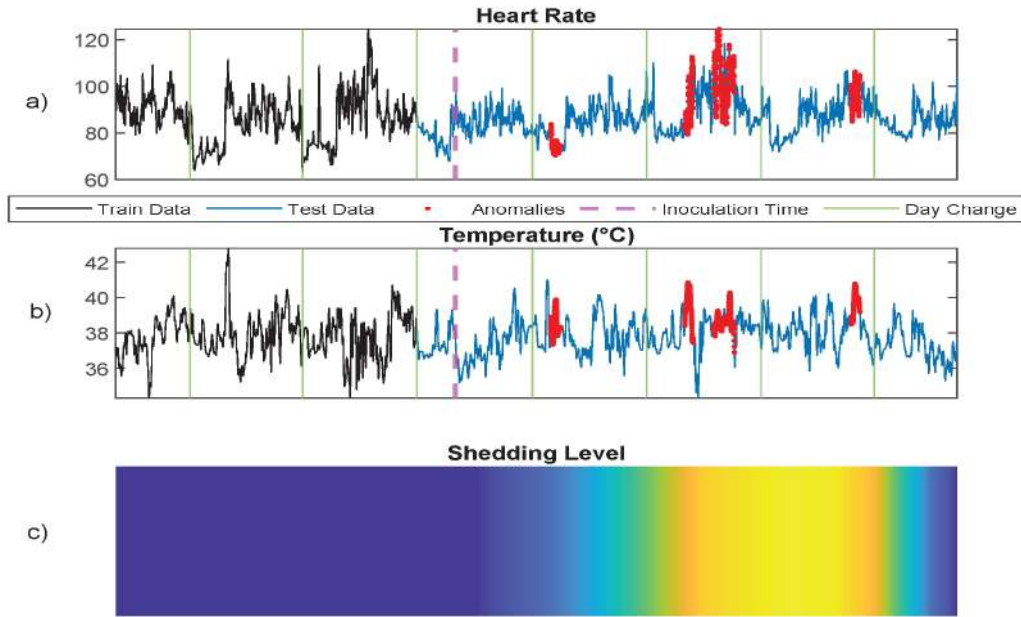 Heart Rate
a)
120
100
80
60
Train Data Test Data Anomalies Inoculation Time Day Change
Temperature (°C)
b)
42
40
38
36
Shedding Level
c)